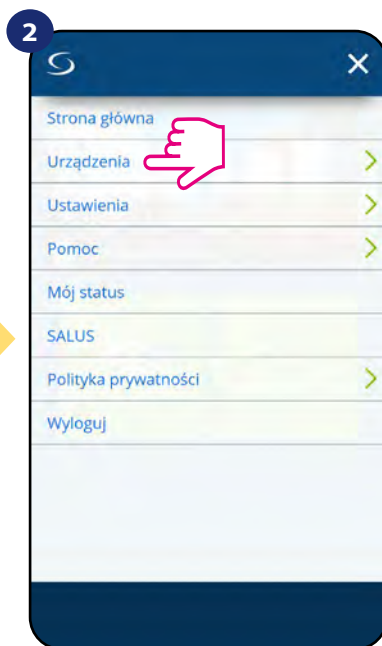 2
Strona główna
Urządzenia
Ustawienia
Pomoc
Mój status
SALUS
Polityka prywatności
Wyloguj